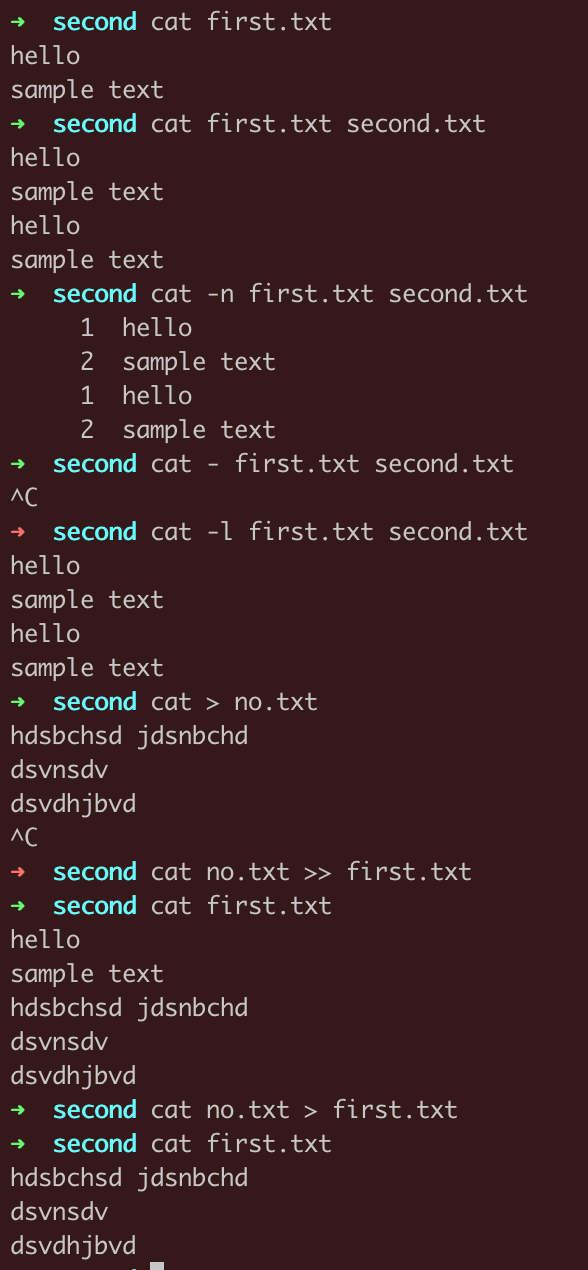 ➜  second cat first.txt
hello
sample text
➜  second cat first.txt second.txt
hello
sample text
hello
sample text
➜  second cat -n first.txt second.txt
     1  hello
     2  sample text
     1  hello
     2  sample text
➜  second cat - first.txt second.txt
^C
➜  second cat -l first.txt second.txt
hello
sample text
hello
sample text
➜  second cat > no.txt
hdsbchsd jdsnbchd
dsvnsdv
dsvdhjbvd
^C
➜  second cat no.txt >> first.txt
➜  second cat first.txt
hello
sample text
hdsbchsd jdsnbchd
dsvnsdv
dsvdhjbvd
➜  second cat no.txt > first.txt
➜  second cat first.txt
hdsbchsd jdsnbchd
dsvnsdv
dsvdhjbvd